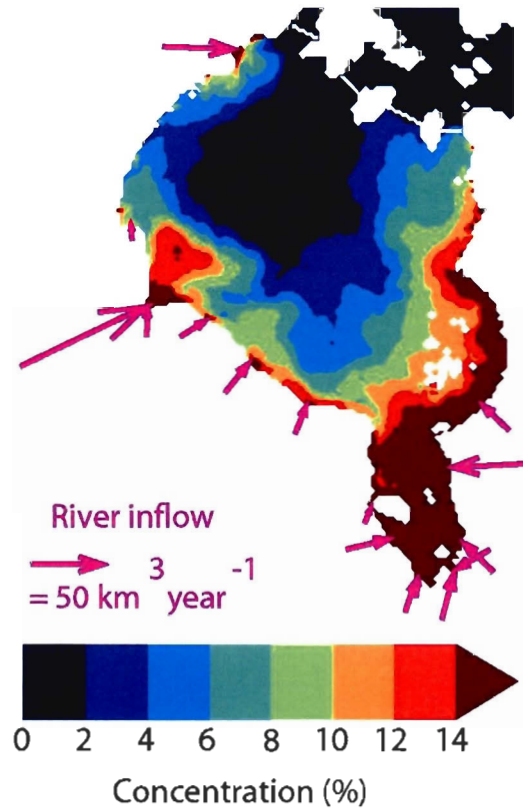 River inflow
3 -1
= 50 km year
0 2 4 6 8 10 12 14
Concentration (%)